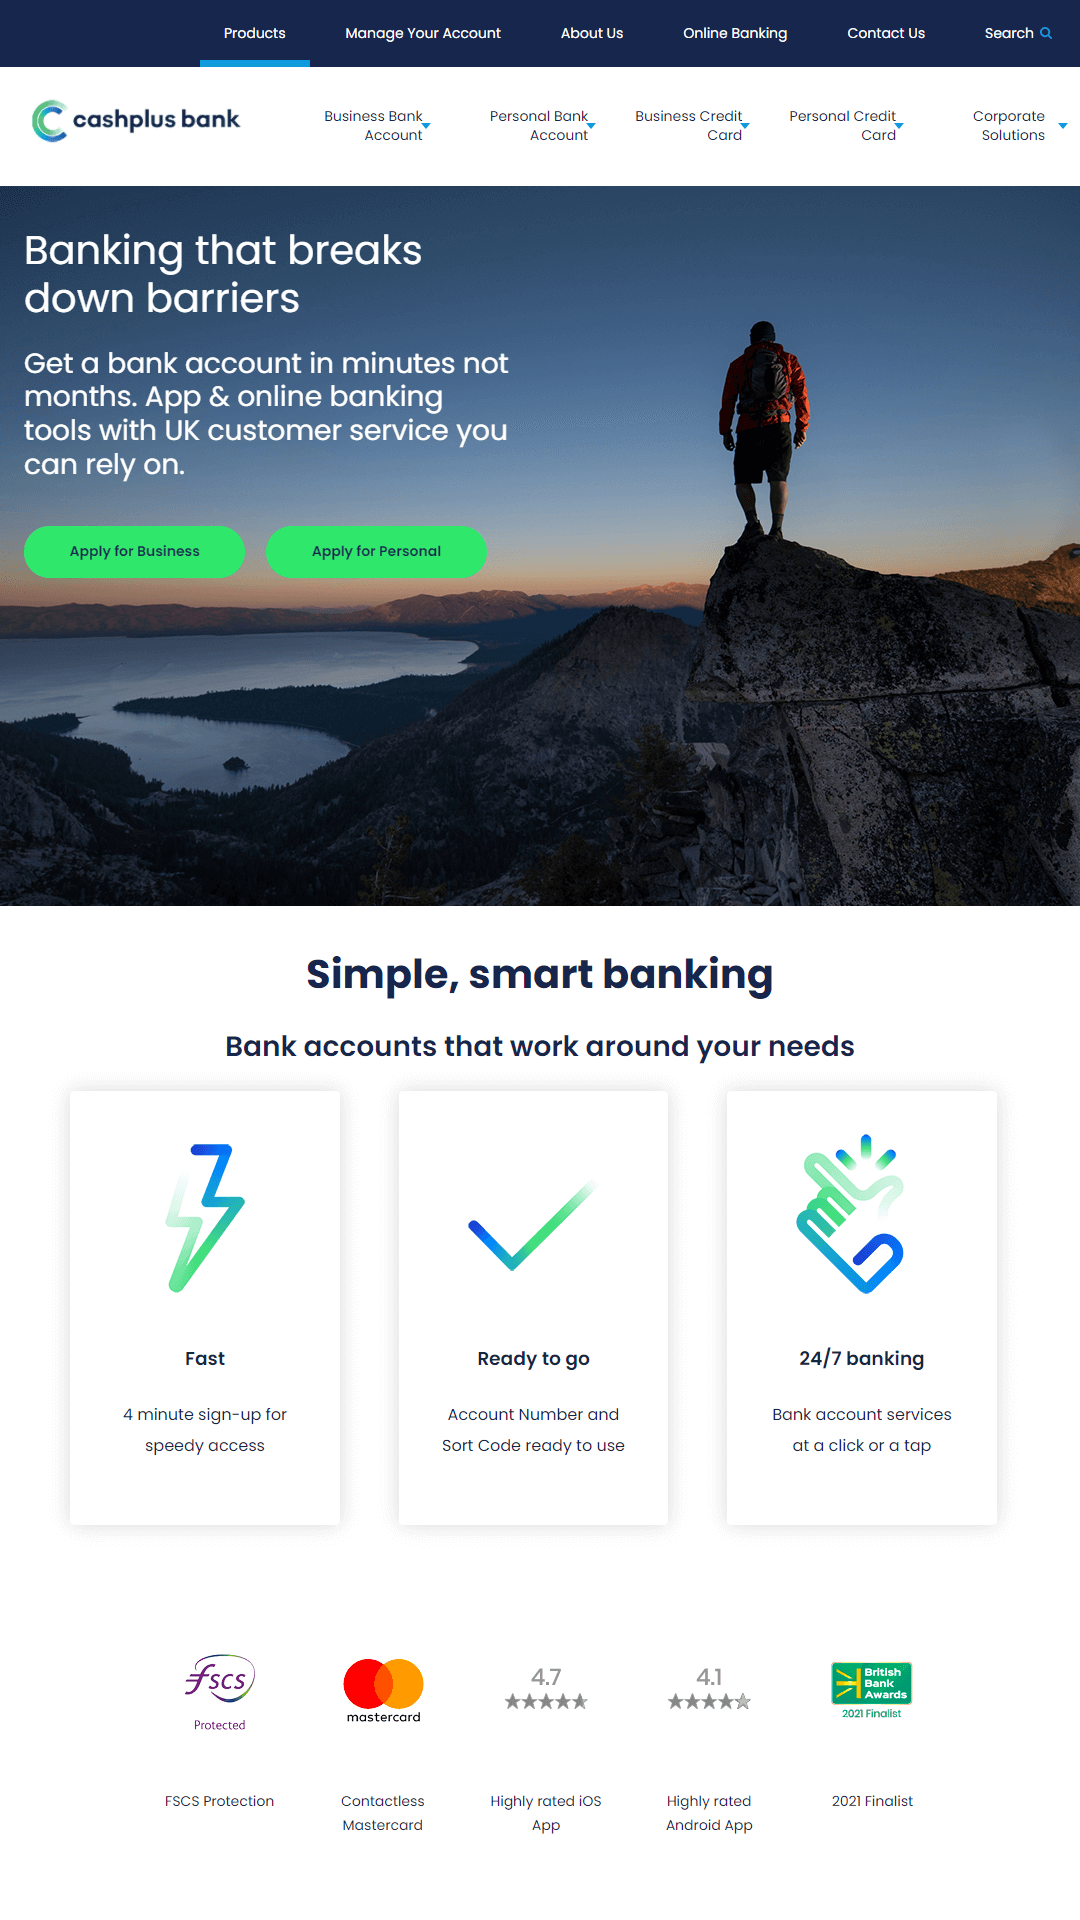 Products
Manage Your Account
About Us
Online Banking
Contact Us
Search
cashplus bank
Business Bank
Account
Personal Bank
Account
Business Credit
Card
Personal Credit
Card
Corporate
Solutions
Banking that breaks
down barriers
Get a bank account in minutes not
months. App & online banking
tools with UK customer service you
can rely on.
Apply for Business
Apply for Personal
Simple, smart banking
Bank accounts that work around your needs
Fast
4 minute sign-up for
speedy access
Ready to go
Account Number and
Sort Code ready to use
24/7 banking
Bank account services
at a click or a tap
fscs
Protected
mastercard
4.7
4.1
British
Bank
Awards
2021 Finalist
FSCS Protection
Contactless
Mastercard
Highly rated iOS
App
Highly rated
Android App
2021 Finalist